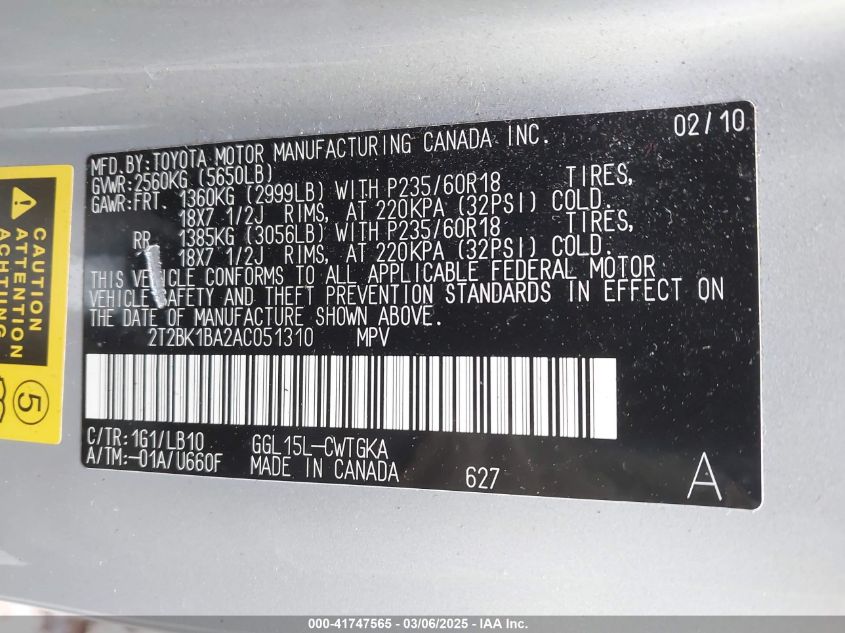 MFD.BY:TOYOTA MOTOR MANUFACTURING CANADA INC. 02/10
GVWR:2560KG (5650LB)
GAWR:FRT. 1360KG (2999LB) WITH P235/60R18 TIRES,
18X7 1/2J RIMS, AT 220KPA (32PSI) COLD.
RR. 1385KG (3056LB) WITH P235/60R18 TIRES,
18X7 1/2J RIMS, AT 220KPA (32PSI) COLD.
THIS VEHICLE CONFORMS TO ALL APPLICABLE FEDERAL MOTOR
VEHICLE SAFETY AND THEFT PREVENTION STANDARDS IN EFFECT ON
THE DATE OF MANUFACTURE SHOWN ABOVE.
2T2BK1BA2AC051310 MPV
C/TR:1G1/LB10 GGL15L-CWTGKA
A/TM:-01A/U660F MADE IN CANADA 627 A
CAUTION
ATTENTION
ACHTUNG
5
000-41747565 - 03/06/2025 - IAA Inc.